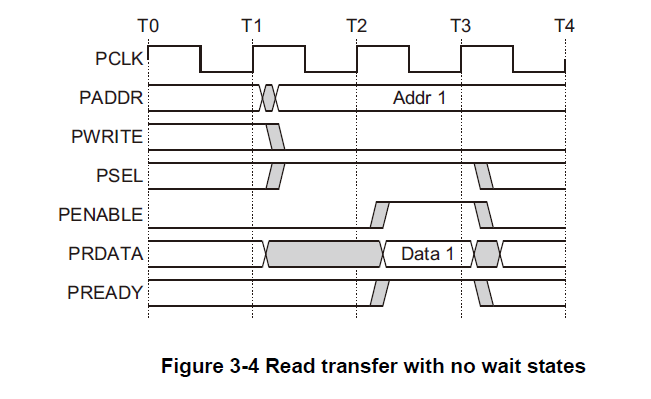 T0 T1 T2 T3 T4
PCLK
PADDR Addr 1
PWRITE
PSEL
PENABLE
PRDATA Data 1
PREADY
Figure 3-4 Read transfer with no wait states